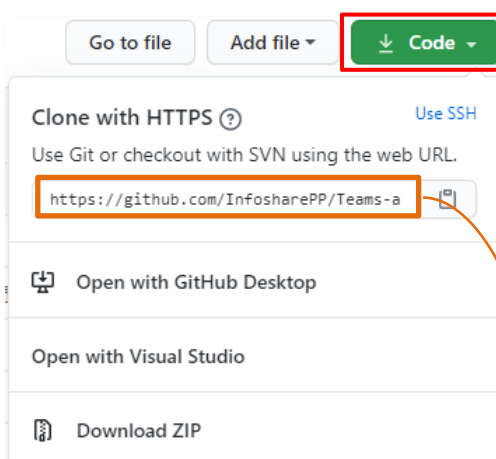 Go to file
Add file
Code
Clone with HTTPS
Use SSH
Use Git or checkout with SVN using the web URL.
https://github.com/InfosharePP/Teams-a
Open with GitHub Desktop
Open with Visual Studio
Download ZIP